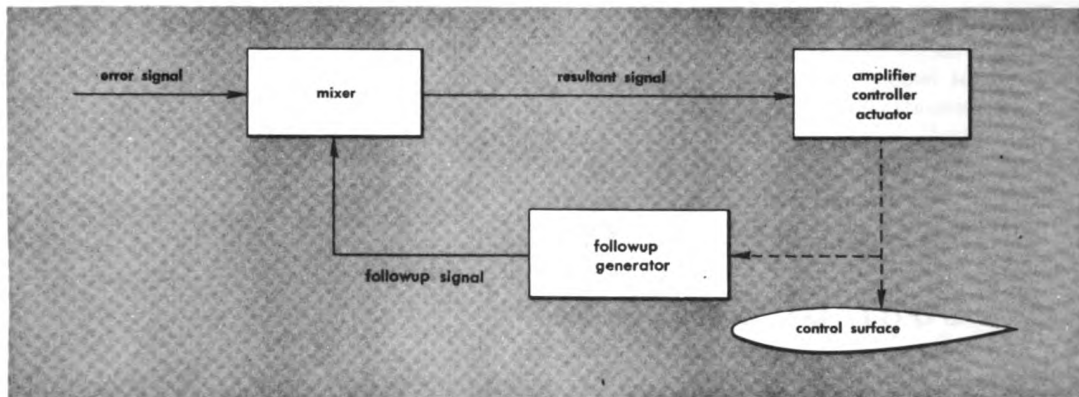 error signal
mixer
resultant signal
amplifier
controller
actuator
followup
generator
followup signal
control surface